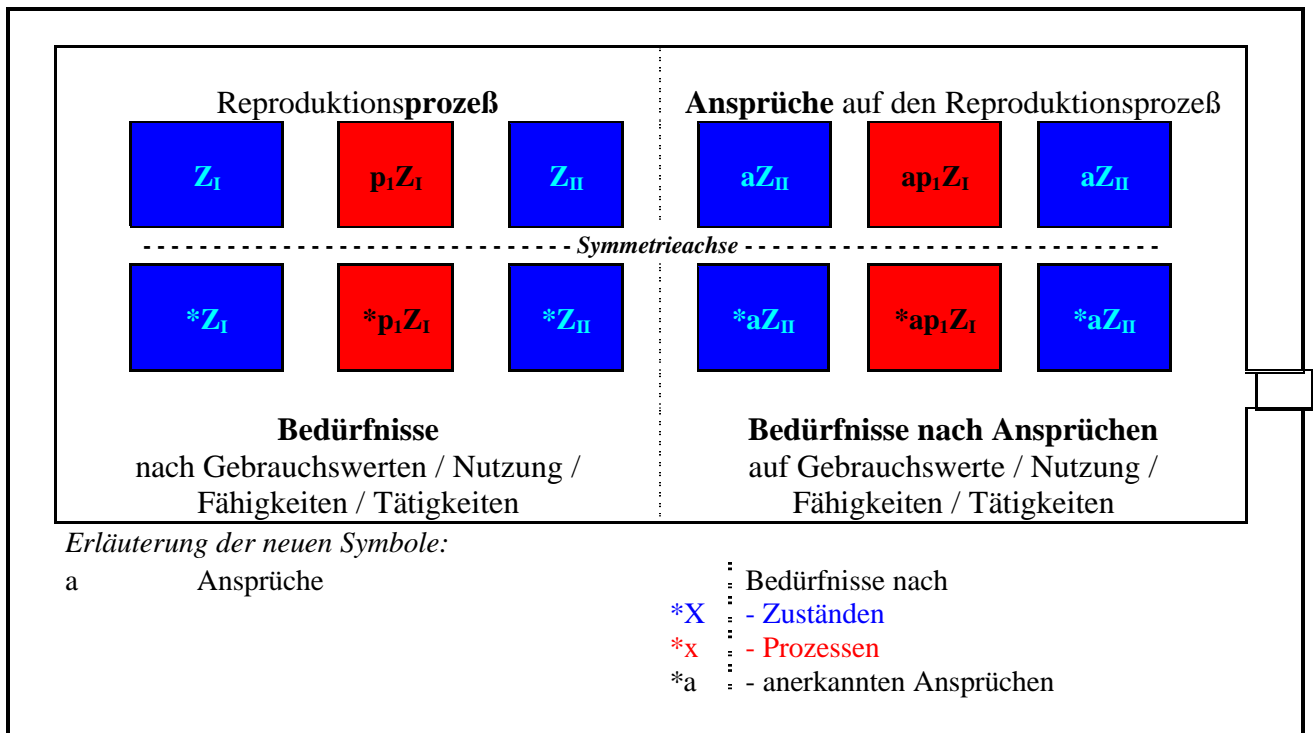 Reproduktionsprozeß
Ansprüche auf den Reproduktionsprozeß
Z_I p_1Z_I Z_II aZ_II ap_1Z_I aZ_II
Symmetrieachse
*Z_I *p_1Z_I *Z_II *aZ_II *ap_1Z_I *aZ_II
Bedürfnisse
nach Gebrauchswerten / Nutzung /
Fähigkeiten / Tätigkeiten
Bedürfnisse nach Ansprüchen
auf Gebrauchswerte / Nutzung /
Fähigkeiten / Tätigkeiten
Erläuterung der neuen Symbole:
a Ansprüche
Bedürfnisse nach
*X - Zuständen
*x - Prozessen
*a - anerkannten Ansprüchen